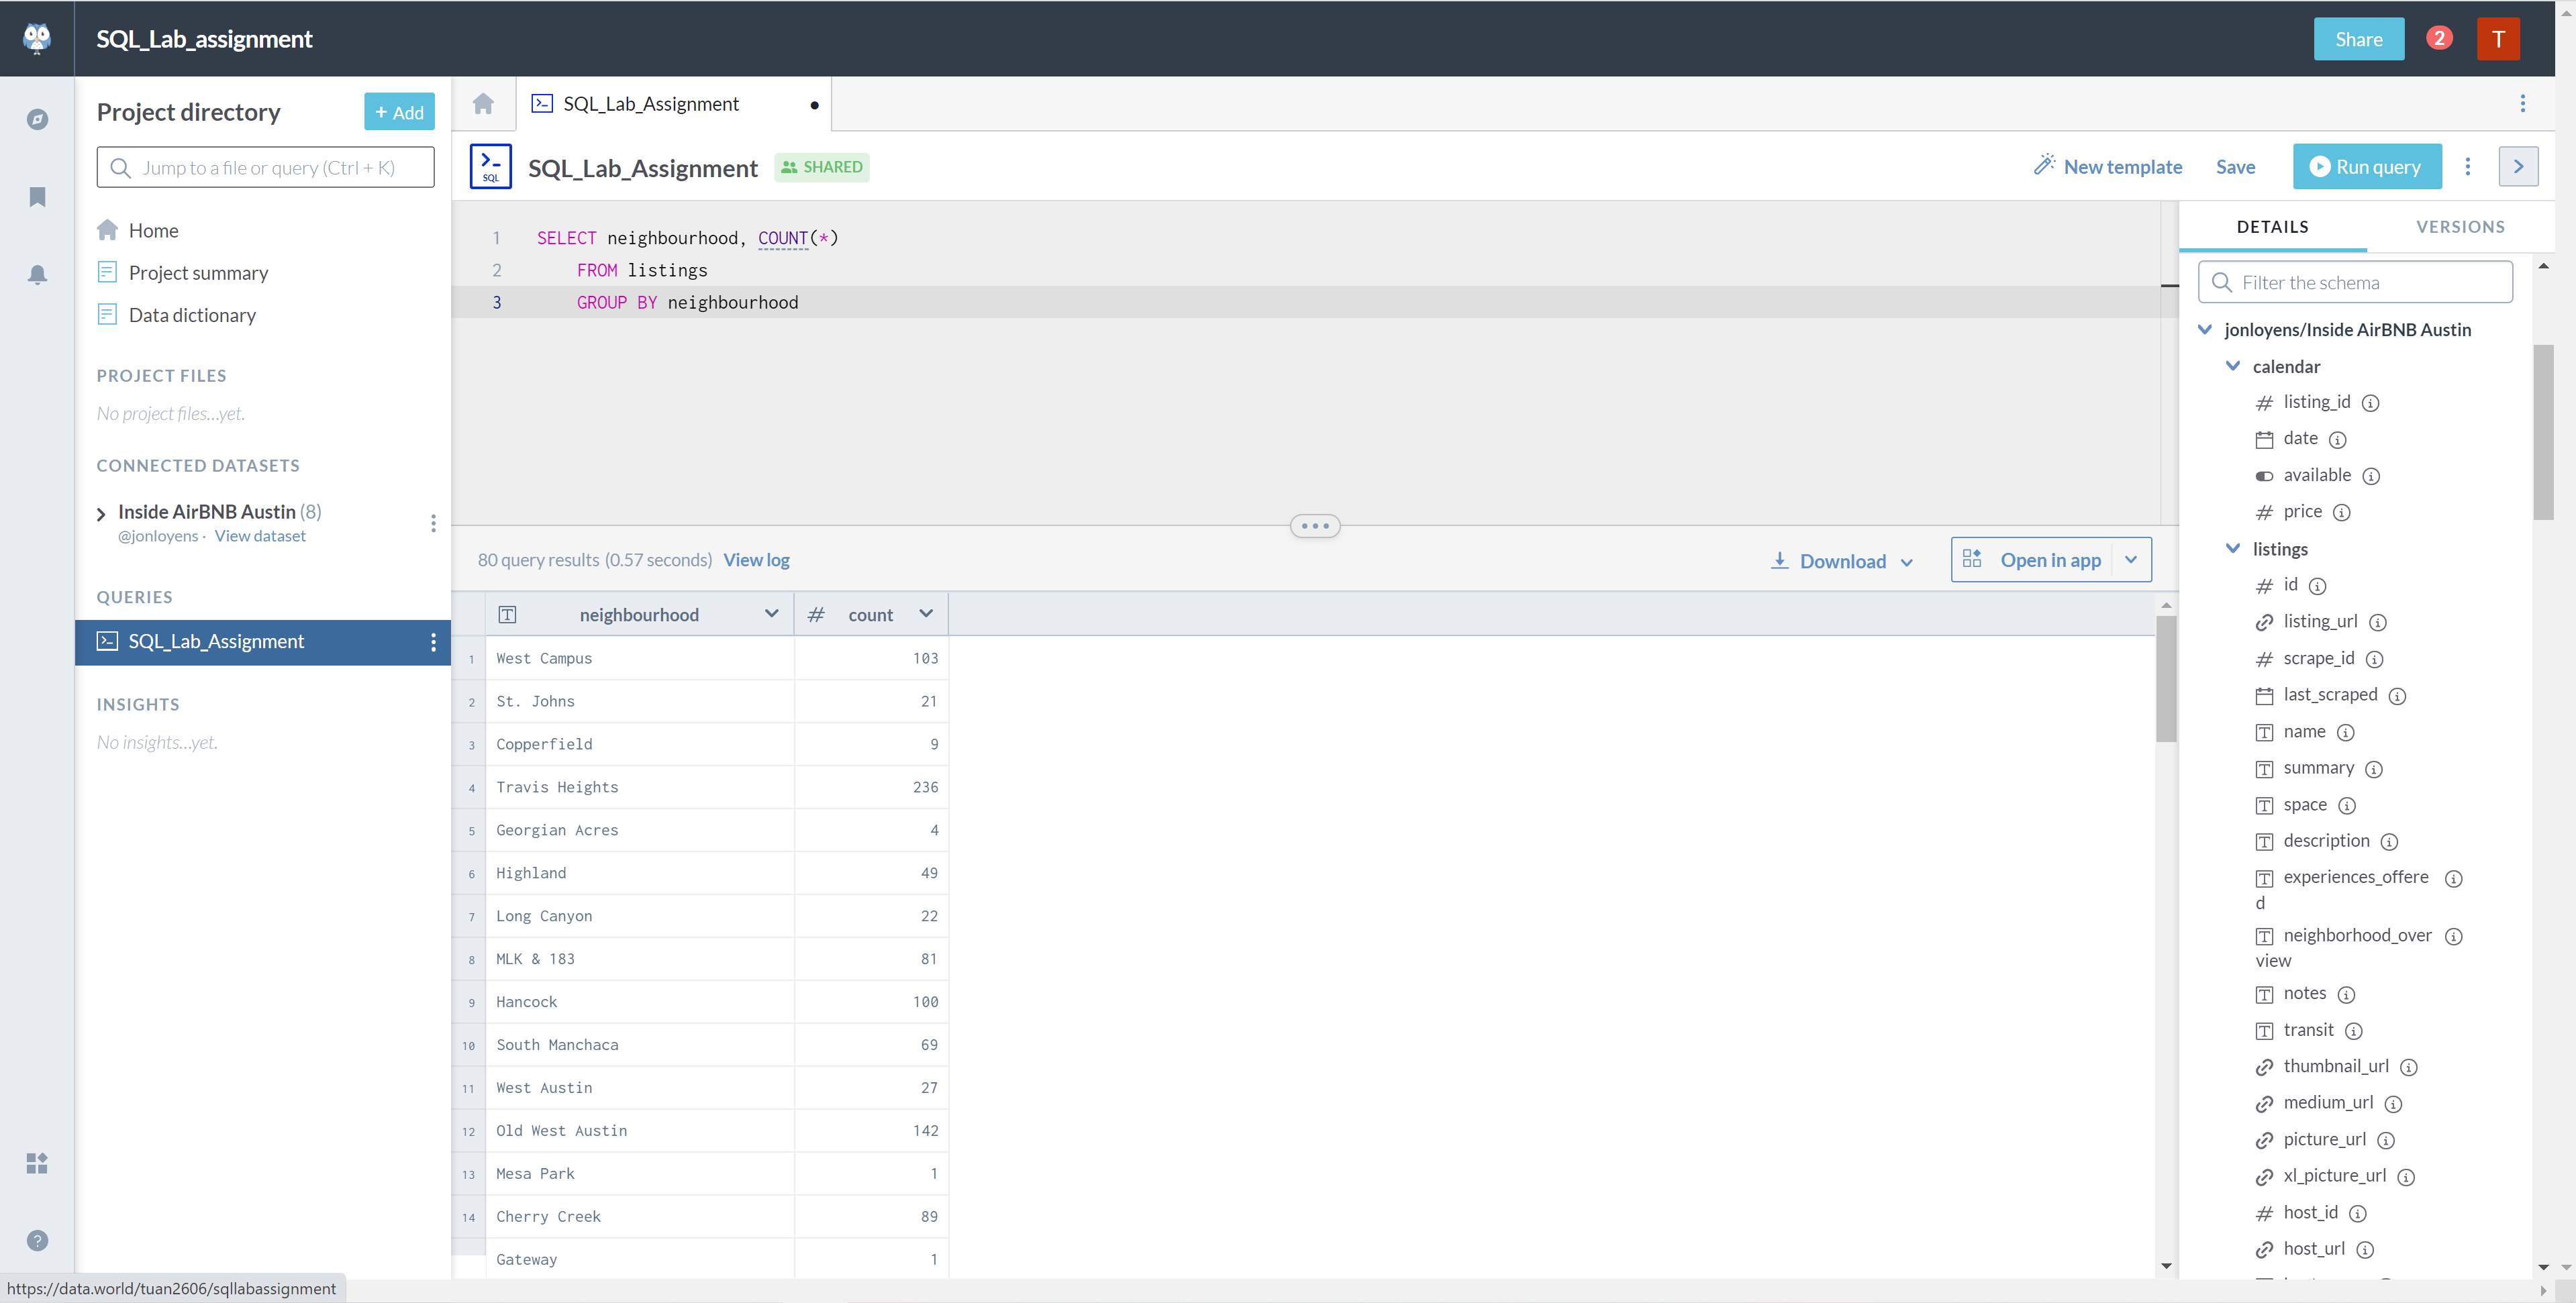 SQL_Lab_assignment
Share
2
T
Project directory
+ Add
Jump to a file or query (Ctrl + K)
Home
Project summary
Data dictionary
PROJECT FILES
No project files...yet.
CONNECTED DATASETS
Inside AirBNB Austin (8)
@jonloyens · View dataset
QUERIES
SQL_Lab_Assignment
INSIGHTS
No insights...yet.
SQL_Lab_Assignment
SQL
SQL_Lab_Assignment
SHARED
New template
Save
Run query
1 SELECT neighbourhood, COUNT(*)
2 FROM listings
3 GROUP BY neighbourhood
80 query results (0.57 seconds) View log
Download
Open in app
neighbourhood # count
1 West Campus 103
2 St. Johns 21
3 Copperfield 9
4 Travis Heights 236
5 Georgian Acres 4
6 Highland 49
7 Long Canyon 22
8 MLK & 183 81
9 Hancock 100
10 South Manchaca 69
11 West Austin 27
12 Old West Austin 142
13 Mesa Park 1
14 Cherry Creek 89
Gateway 1
DETAILS
VERSIONS
Filter the schema
jonloyens/Inside AirBNB Austin
calendar
# listing_id
date
available
# price
listings
# id
listing_url
# scrape_id
last_scraped
name
summary
space
description
experiences_offere
d
neighborhood_over
view
notes
transit
thumbnail_url
medium_url
picture_url
xl_picture_url
# host_id
host_url
https://data.world/tuan2606/sqllabassignment